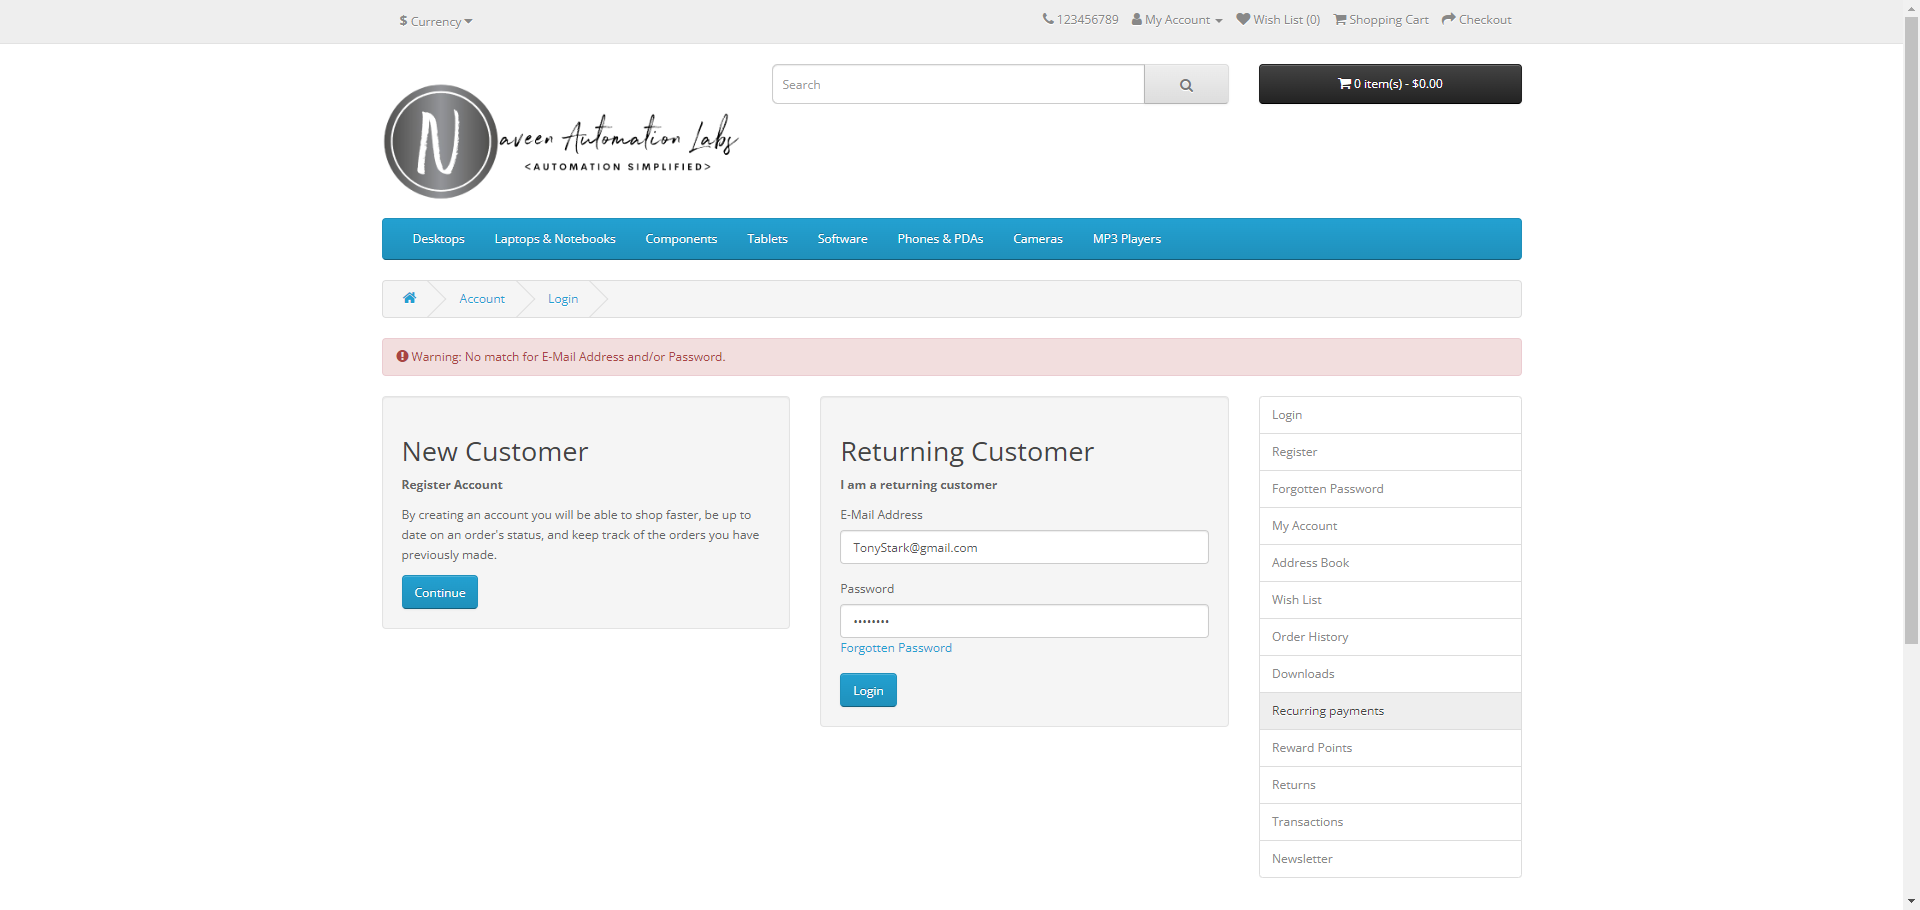 $ Currency
123456789 My Account Wish List (0) Shopping Cart Checkout
Search
0 item(s) - $0.00
N
aveen Automation Labs
<AUTOMATION SIMPLIFIED>
Desktops Laptops & Notebooks Components Tablets Software Phones & PDAs Cameras MP3 Players
Account Login
Warning: No match for E-Mail Address and/or Password.
New Customer
Register Account
By creating an account you will be able to shop faster, be up to
date on an order's status, and keep track of the orders you have
previously made.
Continue
Returning Customer
I am a returning customer
E-Mail Address
TonyStark@gmail.com
Password
••••••••
Forgotten Password
Login
Login
Register
Forgotten Password
My Account
Address Book
Wish List
Order History
Downloads
Recurring payments
Reward Points
Returns
Transactions
Newsletter